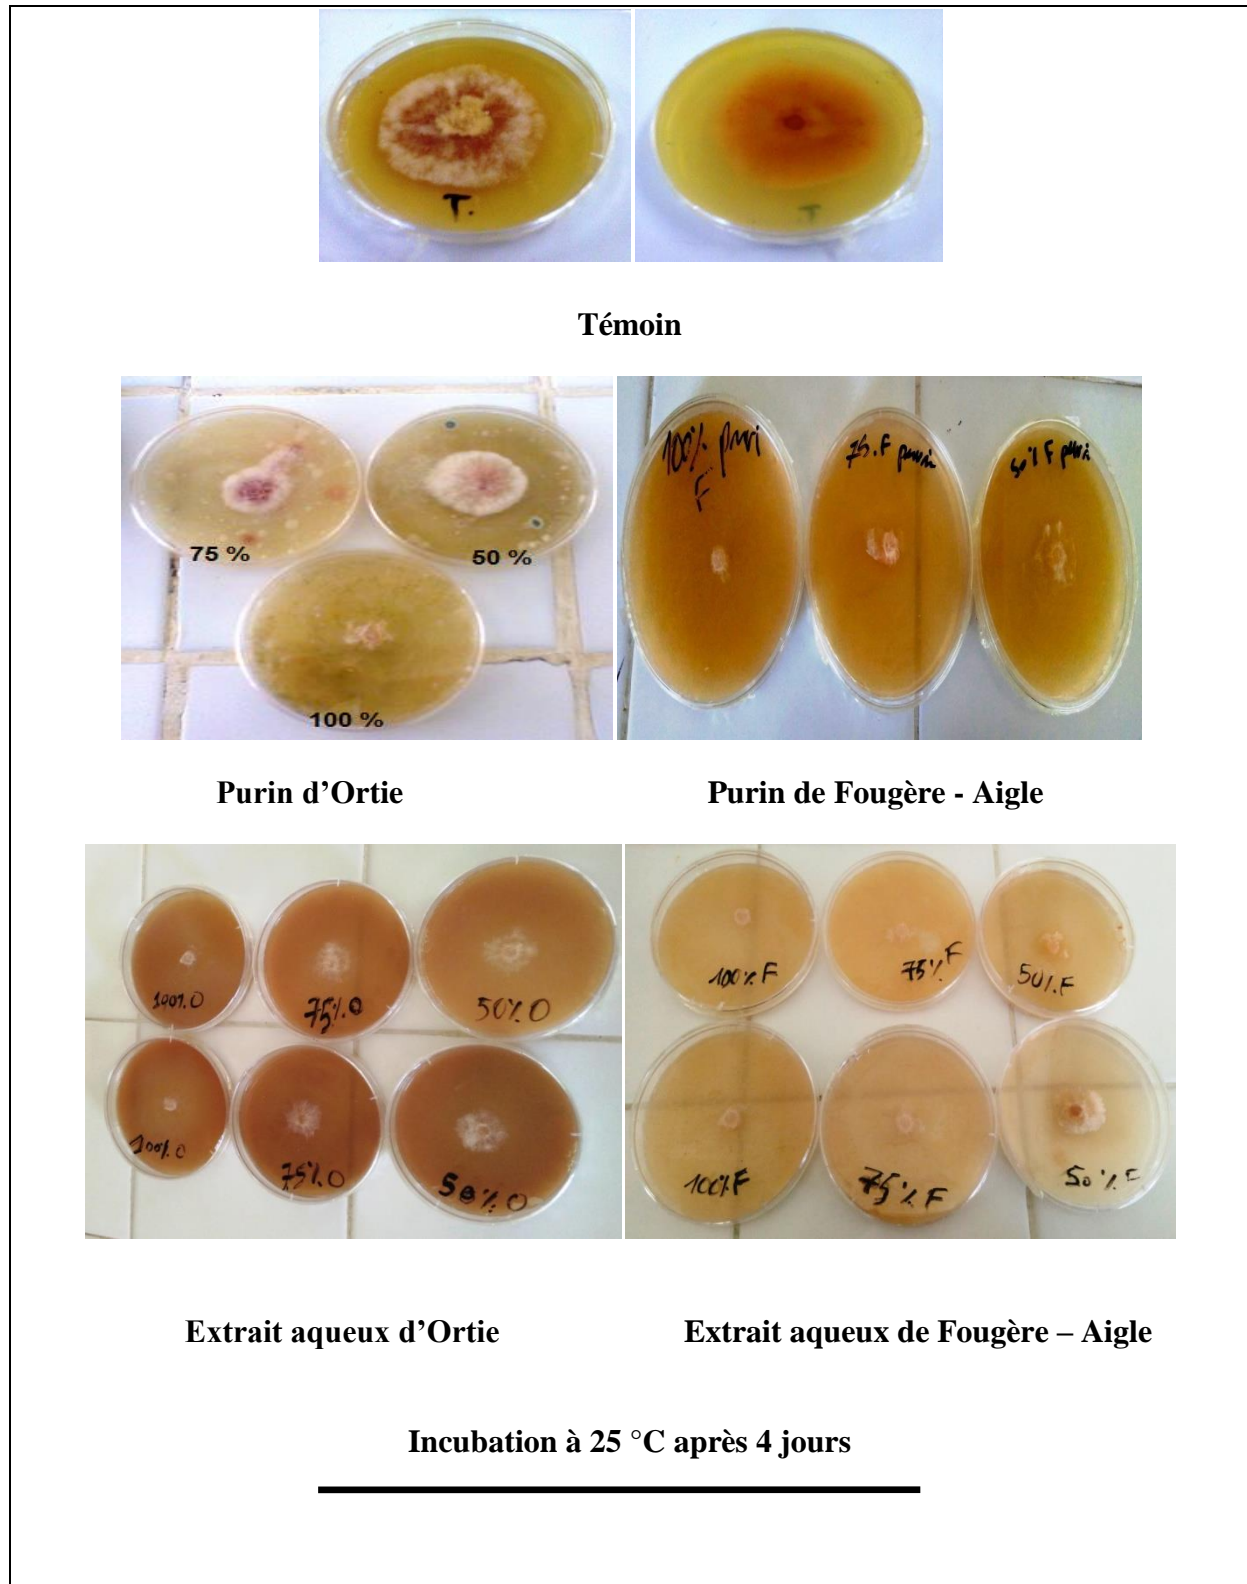 T.
T
Témoin
75 %
50 %
100 %
100% puri
F
75.F purin
50% F purin
Purin d'Ortie
Purin de Fougère - Aigle
100%.O
75%.O
50%.O
100%.O
75%.O
50%.O
100%.F
75%F
50%.F
100%F
75%F
50%F
Extrait aqueux d'Ortie
Extrait aqueux de Fougère – Aigle
Incubation à 25 °C après 4 jours